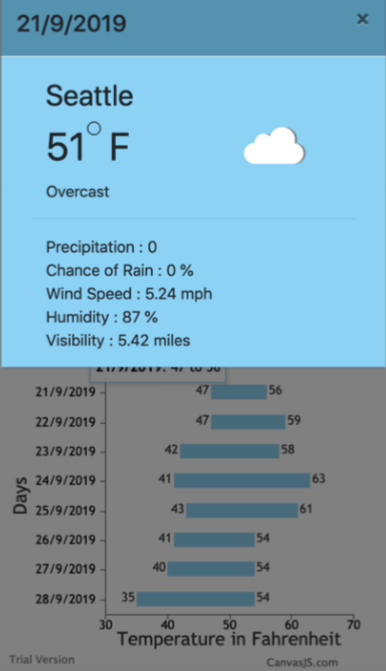 21/9/2019 ×
Seattle
51° F
Overcast
Precipitation : 0
Chance of Rain : 0 %
Wind Speed : 5.24 mph
Humidity : 87 %
Visibility : 5.42 miles
21/9/2019: 47 to 56
21/9/2019 47 56
22/9/2019 47 59
23/9/2019 42 58
24/9/2019 41 63
25/9/2019 43 61
26/9/2019 41 54
27/9/2019 40 54
28/9/2019 35 54
Days
30 40 50 60 70
Temperature in Fahrenheit
Trial Version CanvasJS.com